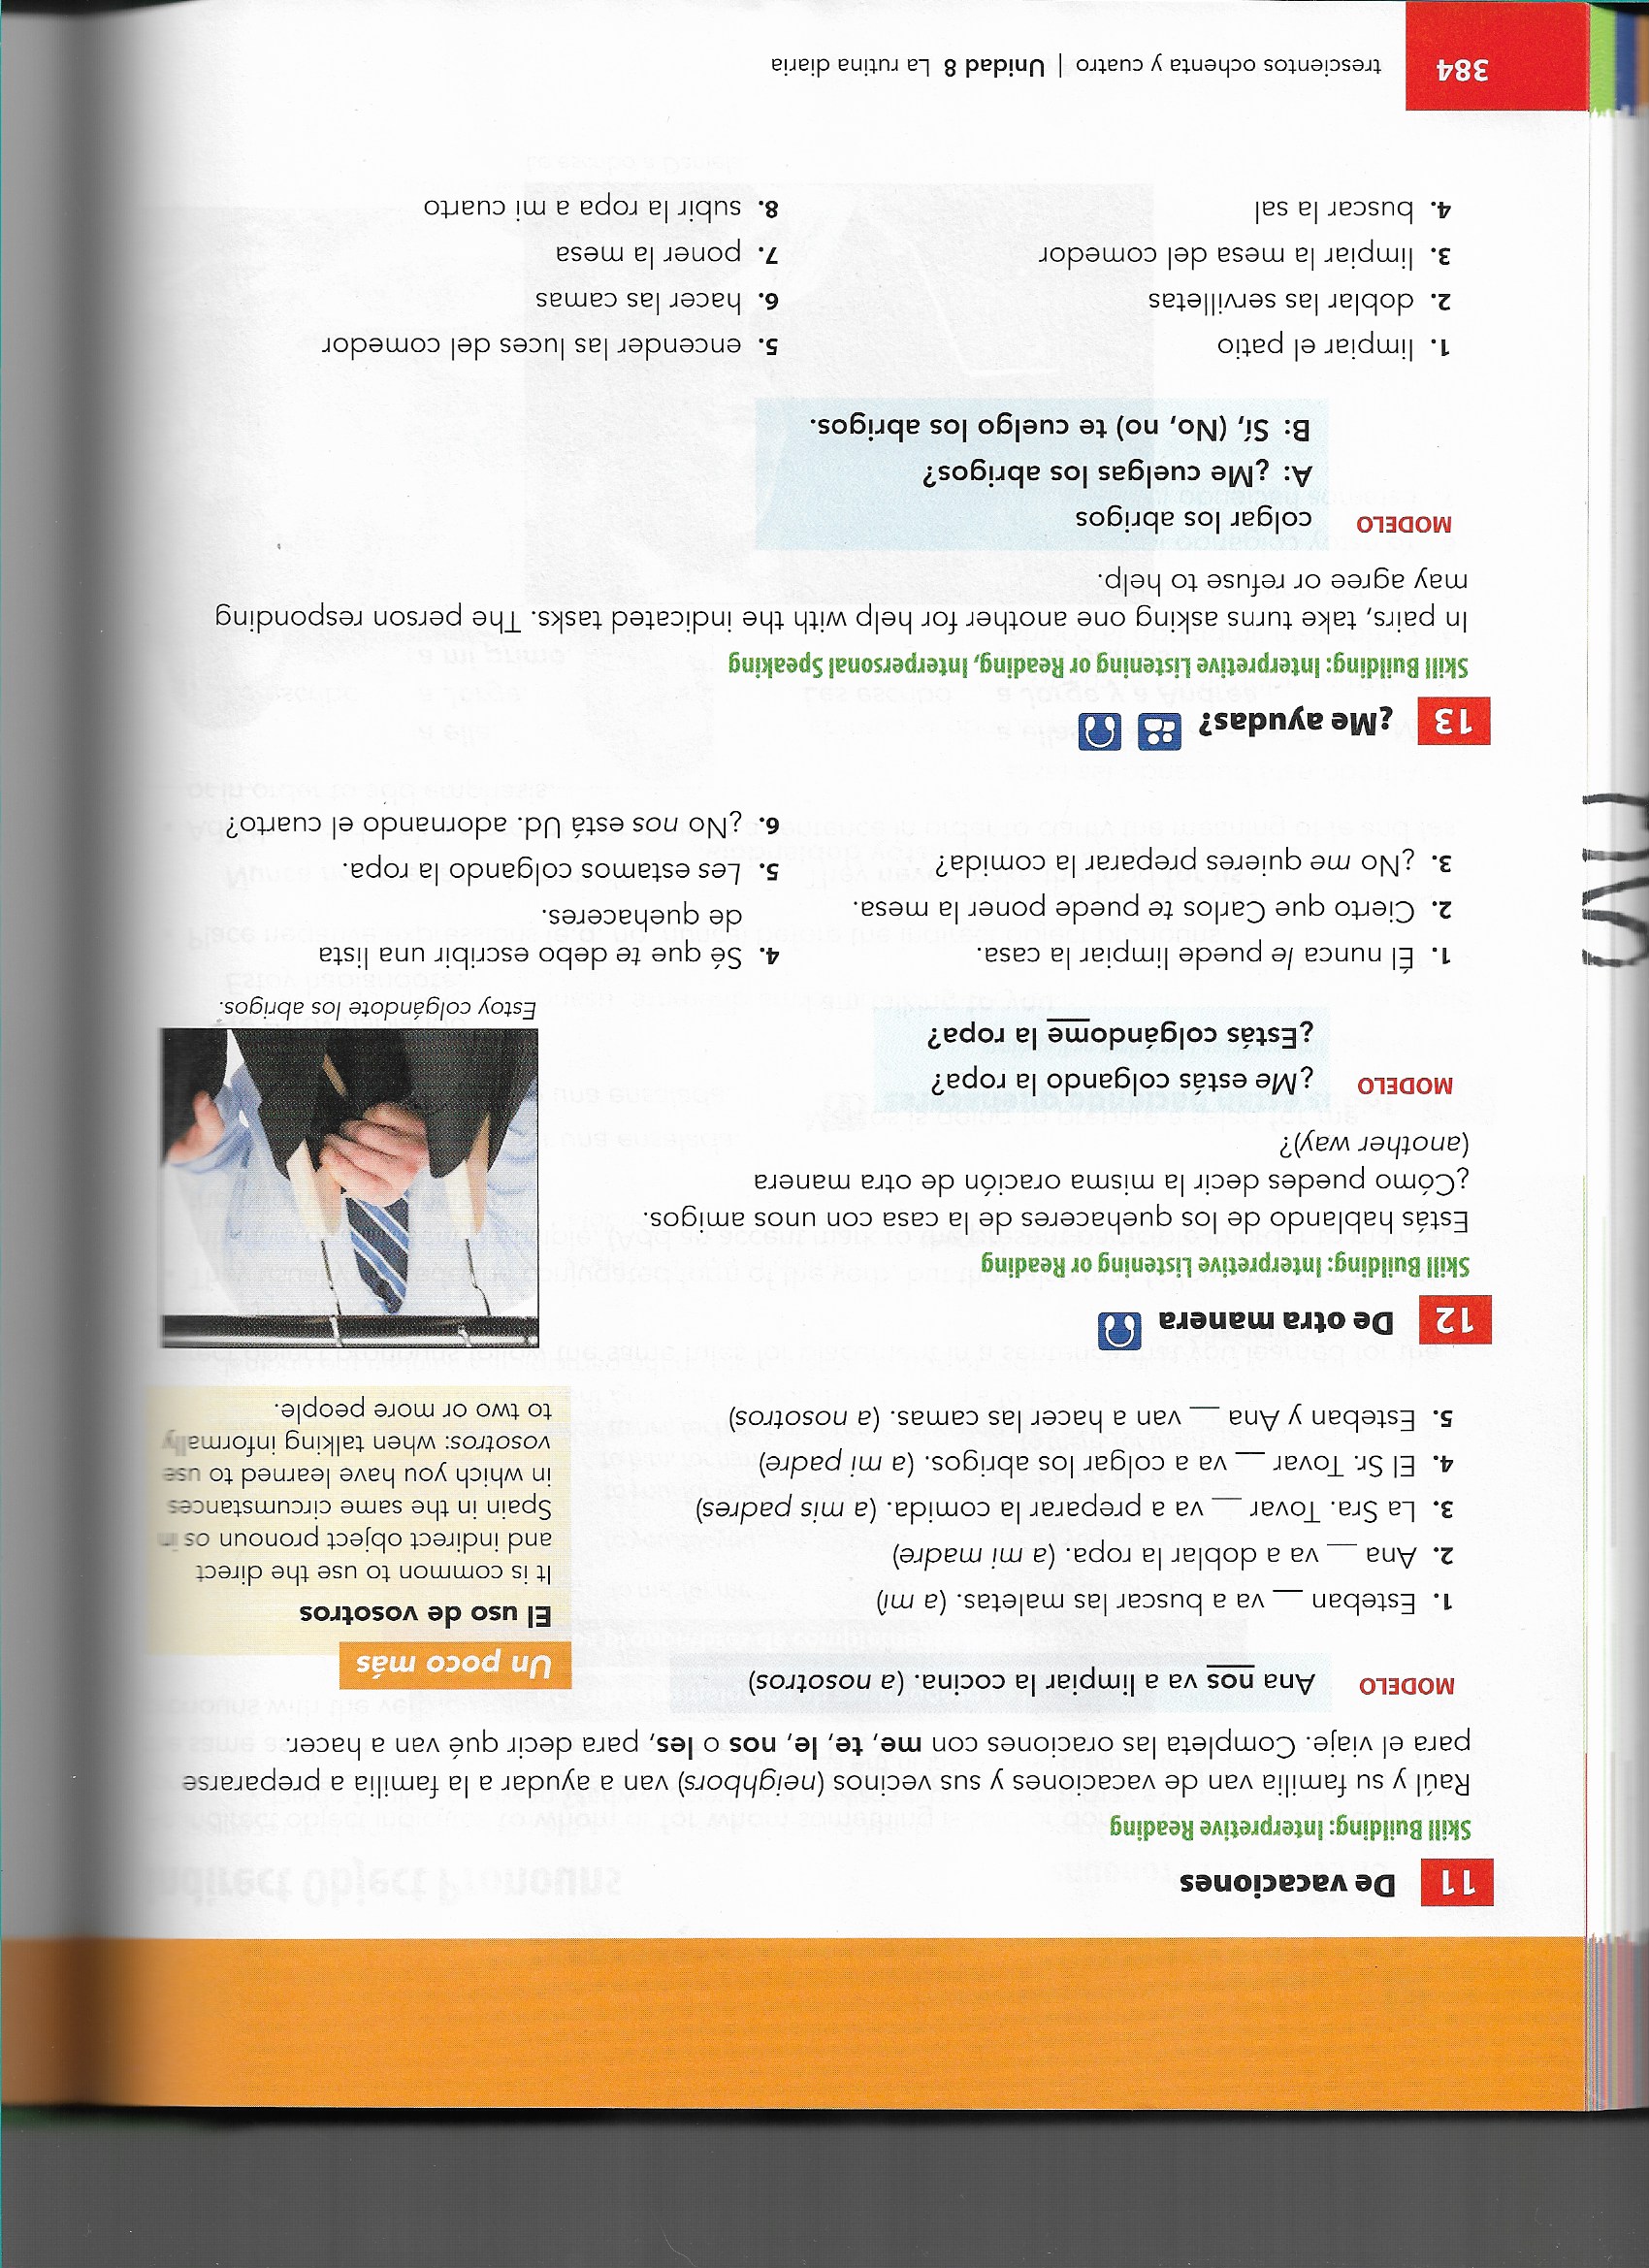 11 De vacaciones
Skill Building: Interpretive Reading
Raúl y su familia van de vacaciones y sus vecinos (neighbors) van a ayudar a la familia a prepararse
para el viaje. Completa las oraciones con me, te, le, nos o les, para decir qué van a hacer.
MODELO Ana nos va a limpiar la cocina. (a nosotros)
1. Esteban __ va a buscar las maletas. (a mí)
2. Ana __ va a doblar la ropa. (a mi madre)
3. La Sra. Tovar __ va a preparar la comida. (a mis padres)
4. El Sr. Tovar __ va a colgar los abrigos. (a mi padre)
5. Esteban y Ana __ van a hacer las camas. (a nosotros)
Un poco más
El uso de vosotros
It is common to use the direct
and indirect object pronoun os in
Spain in the same circumstances
in which you have learned to use
vosotros: when talking informally
to two or more people.
12 De otra manera
Skill Building: Interpretive Listening or Reading
Estás hablando de los quehaceres de la casa con unos amigos.
¿Cómo puedes decir la misma oración de otra manera
(another way)?
MODELO ¿Me estás colgando la ropa?
¿Estás colgándome la ropa?
Estoy colgándote los abrigos.
1. Él nunca le puede limpiar la casa.
2. Cierto que Carlos te puede poner la mesa.
3. ¿No me quieres preparar la comida?
4. Sé que te debo escribir una lista
de quehaceres.
5. Les estamos colgando la ropa.
6. ¿No nos está Ud. adornando el cuarto?
13 ¿Me ayudas?
Skill Building: Interpretive Listening or Reading, Interpersonal Speaking
In pairs, take turns asking one another for help with the indicated tasks. The person responding
may agree or refuse to help.
MODELO colgar los abrigos
A: ¿Me cuelgas los abrigos?
B: Sí, (No, no) te cuelgo los abrigos.
1. limpiar el patio
2. doblar las servilletas
3. limpiar la mesa del comedor
4. buscar la sal
5. encender las luces del comedor
6. hacer las camas
7. poner la mesa
8. subir la ropa a mi cuarto
384 trescientos ochenta y cuatro | Unidad 8 La rutina diaria